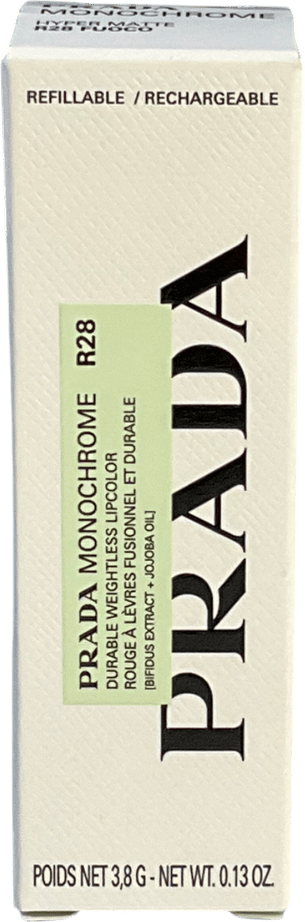 PRADA
MONOCHROME
HYPER MATTE
R28 FUOCO
REFILLABLE / RECHARGEABLE
PRADA
PRADA MONOCHROME R28
DURABLE WEIGHTLESS LIPCOLOR
ROUGE À LÈVRES FUSIONNEL ET DURABLE
[BIFIDUS EXTRACT + JOJOBA OIL]
POIDS NET 3,8 G - NET WT. 0.13 OZ.